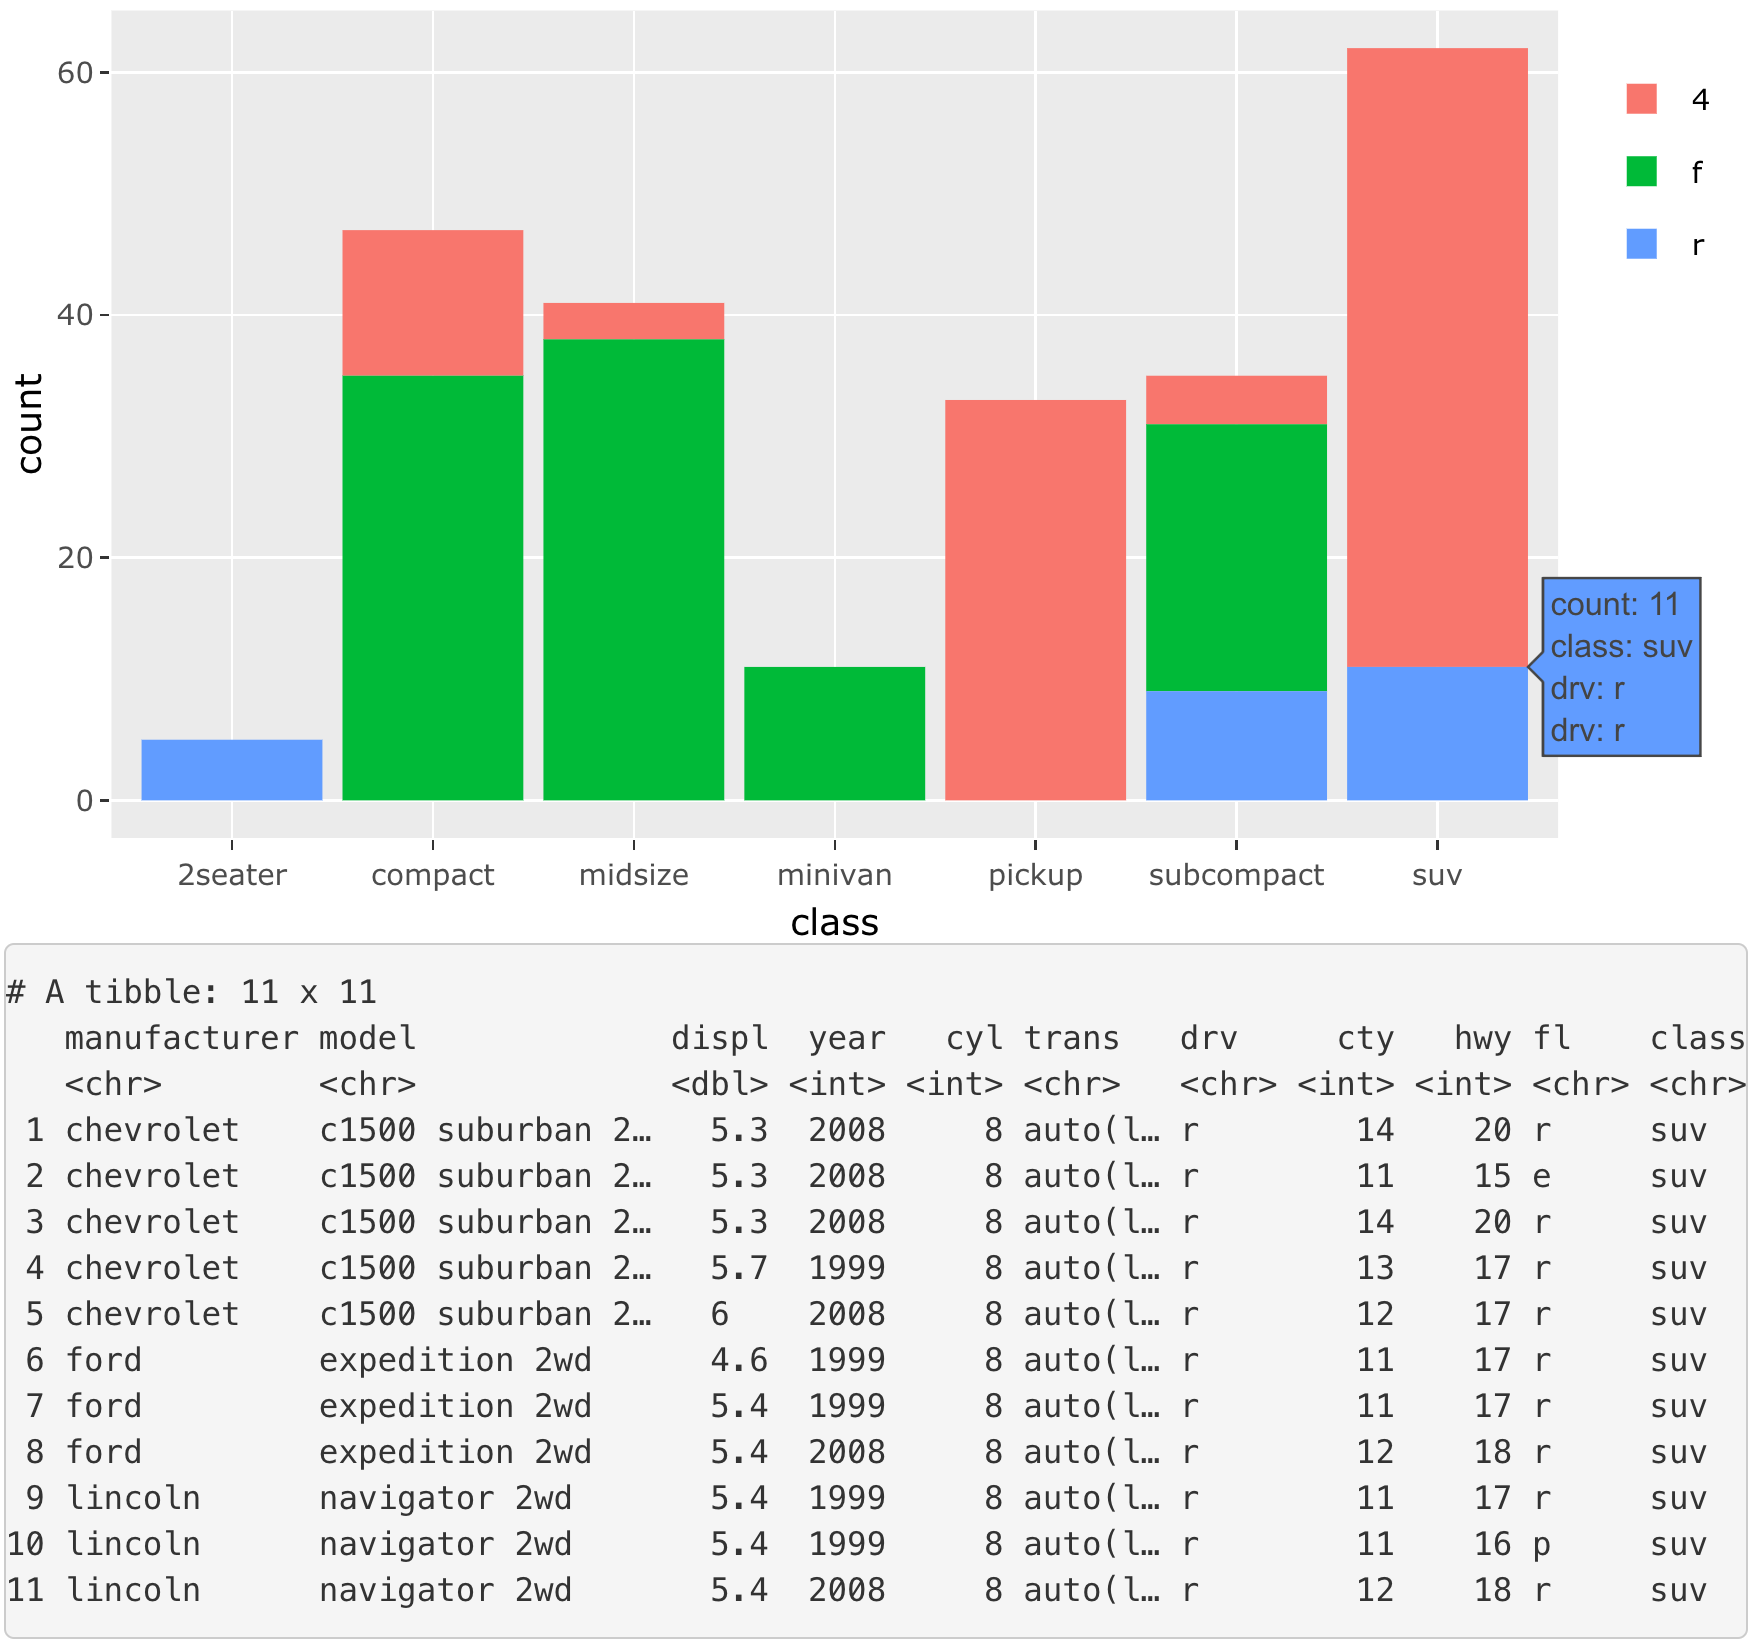 60
40
20
0
count
4
f
r
count: 11
class: suv
drv: r
drv: r
2seater compact midsize minivan pickup subcompact suv
class
# A tibble: 11 x 11
   manufacturer model             displ  year   cyl trans   drv     cty   hwy fl    class
   <chr>        <chr>             <dbl> <int> <int> <chr>   <chr> <int> <int> <chr> <chr>
 1 chevrolet    c1500 suburban 2…   5.3  2008     8 auto(l… r        14    20 r     suv
 2 chevrolet    c1500 suburban 2…   5.3  2008     8 auto(l… r        11    15 e     suv
 3 chevrolet    c1500 suburban 2…   5.3  2008     8 auto(l… r        14    20 r     suv
 4 chevrolet    c1500 suburban 2…   5.7  1999     8 auto(l… r        13    17 r     suv
 5 chevrolet    c1500 suburban 2…   6    2008     8 auto(l… r        12    17 r     suv
 6 ford         expedition 2wd      4.6  1999     8 auto(l… r        11    17 r     suv
 7 ford         expedition 2wd      5.4  1999     8 auto(l… r        11    17 r     suv
 8 ford         expedition 2wd      5.4  2008     8 auto(l… r        12    18 r     suv
 9 lincoln      navigator 2wd       5.4  1999     8 auto(l… r        11    17 r     suv
10 lincoln      navigator 2wd       5.4  1999     8 auto(l… r        11    16 p     suv
11 lincoln      navigator 2wd       5.4  2008     8 auto(l… r        12    18 r     suv